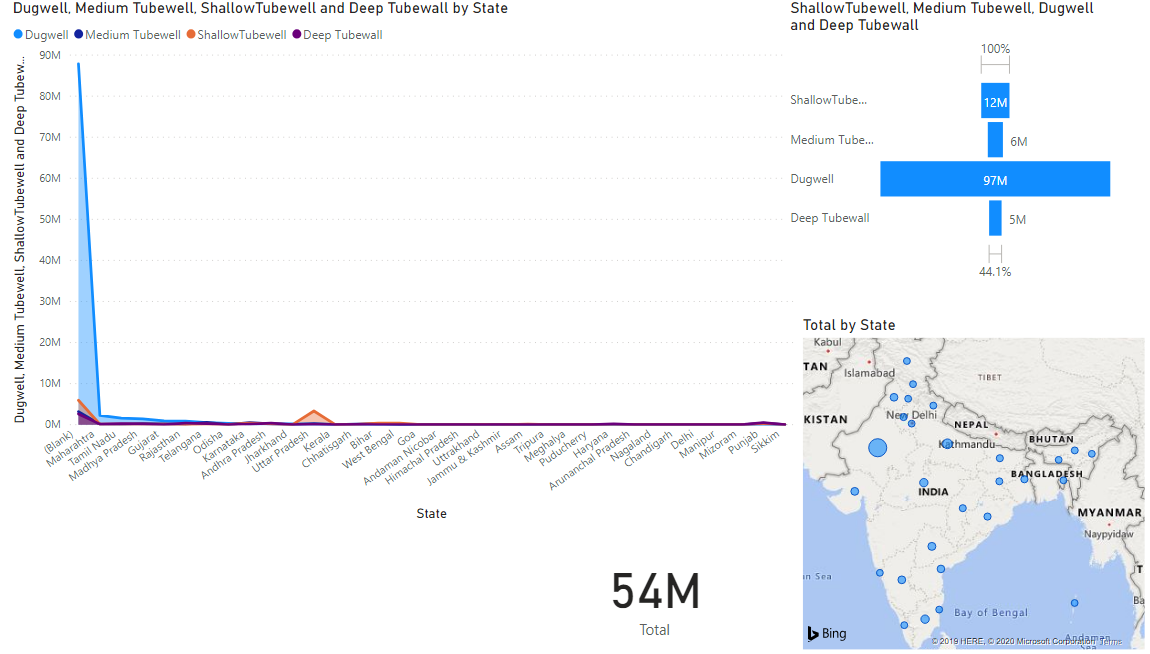 Dugwell, Medium Tubewell, ShallowTubewell and Deep Tubewall by State
Dugwell Medium Tubewell ShallowTubewell Deep Tubewall
Dugwell, Medium Tubewell, ShallowTubewell and Deep Tubew...
90M
80M
70M
60M
50M
40M
30M
20M
10M
0M
(Blank)
Maharashtra
Tamil Nadu
Madhya Pradesh
Gujarat
Rajasthan
Telangana
Odisha
Karnataka
Andhra Pradesh
Jharkhand
Uttar Pradesh
Kerala
Chhatisgarh
Bihar
West Bengal
Goa
Andaman Nicobar
Himachal Pradesh
Uttrakhand
Jammu & Kashmir
Assam
Tripura
Meghalya
Puducherry
Haryana
Arunanchal Pradesh
Nagaland
Chandigarh
Delhi
Manipur
Mizoram
Punjab
Sikkim
State
54M
Total
ShallowTubewell, Medium Tubewell, Dugwell
and Deep Tubewall
100%
ShallowTube... 12M
Medium Tube... 6M
Dugwell 97M
Deep Tubewall 5M
44.1%
Total by State
Kabul
TAN
Islamabad
TIBET
KISTAN
New Delhi
NEPAL
Kathmandu
BHUTAN
BANGLADESH
INDIA
MYANMAR
Naypyidaw
T
an Sea
Ba
Bay of Bengal
Andaman
Sea
Bing
© 2019 HERE, © 2020 Microsoft Corporation Terms